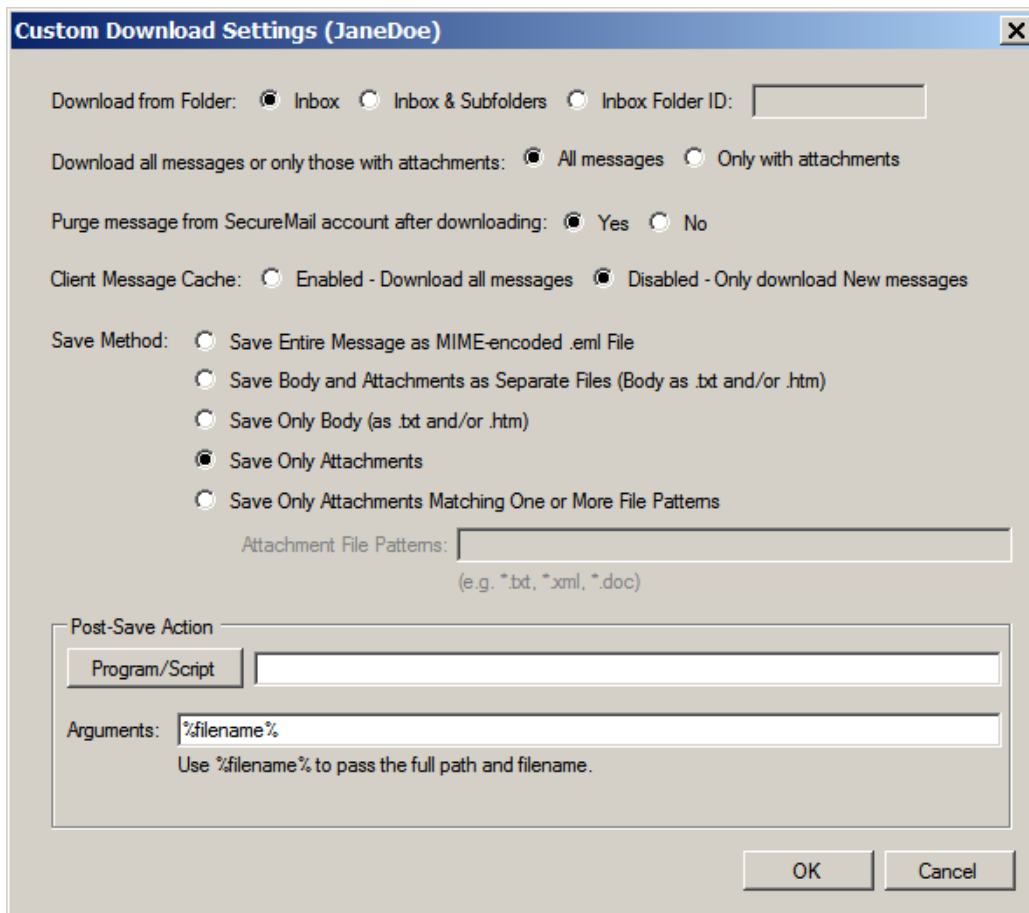 Custom Download Settings (JaneDoe)
Download from Folder: Inbox Inbox & Subfolders Inbox Folder ID:
Download all messages or only those with attachments: All messages Only with attachments
Purge message from SecureMail account after downloading: Yes No
Client Message Cache: Enabled - Download all messages Disabled - Only download New messages
Save Method: Save Entire Message as MIME-encoded .eml File
Save Body and Attachments as Separate Files (Body as .txt and/or .htm)
Save Only Body (as .txt and/or .htm)
Save Only Attachments
Save Only Attachments Matching One or More File Patterns
Attachment File Patterns:
(e.g. *.txt, *.xml, *.doc)
Post-Save Action
Program/Script
Arguments: %filename%
Use %filename% to pass the full path and filename.
OK Cancel